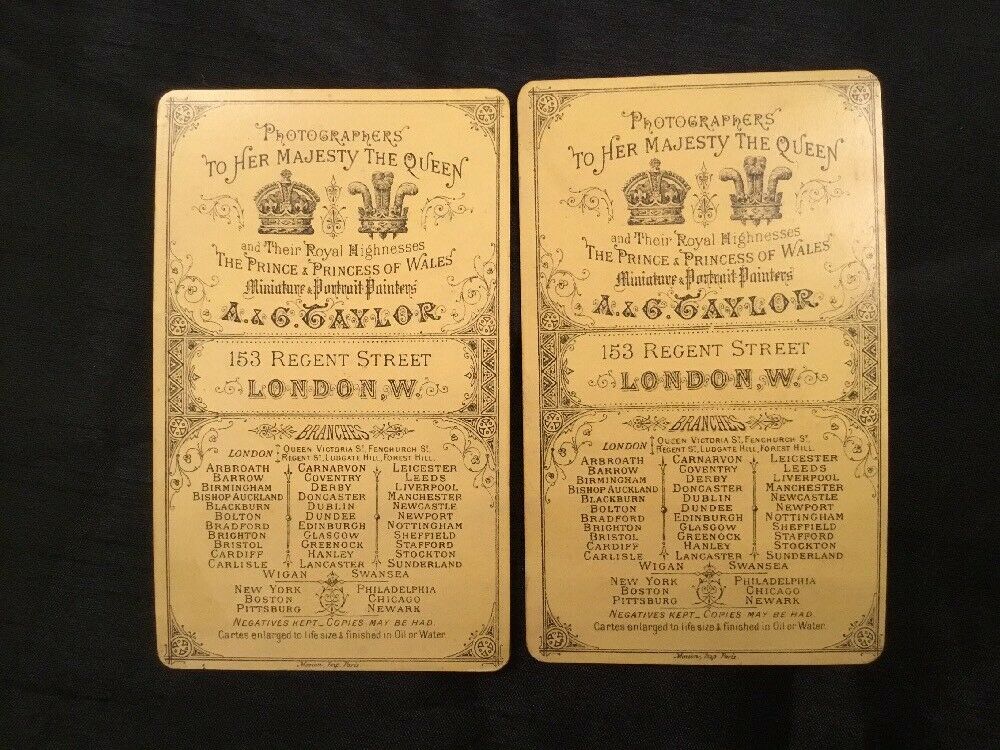 PHOTOGRAPHERS
TO HER MAJESTY THE QUEEN
and Their Royal Highnesses
THE PRINCE & PRINCESS OF WALES
Miniature & Portrait Painters
A. & G. TAYLOR
153 REGENT STREET
LONDON, W.
BRANCHES
LONDON QUEEN VICTORIA St, FENCHURCH St,
REGENT St, LUDGATE HILL, FOREST HILL.
ARBROATH CARNARVON LEICESTER
BARROW COVENTRY LEEDS
BIRMINGHAM DERBY LIVERPOOL
BISHOP AUCKLAND DONCASTER MANCHESTER
BLACKBURN DUBLIN NEWCASTLE
BOLTON DUNDEE NEWPORT
BRADFORD EDINBURGH NOTTINGHAM
BRIGHTON GLASGOW SHEFFIELD
BRISTOL GREENOCK STAFFORD
CARDIFF HANLEY STOCKTON
CARLISLE LANCASTER SUNDERLAND
WIGAN SWANSEA
NEW YORK PHILADELPHIA
BOSTON CHICAGO
PITTSBURG NEWARK
NEGATIVES KEPT_ COPIES MAY BE HAD.
Cartes enlarged to life size & finished in Oil or Water.
Marion, Imp. Paris
PHOTOGRAPHERS
TO HER MAJESTY THE QUEEN
and Their Royal Highnesses
THE PRINCE & PRINCESS OF WALES
Miniature & Portrait Painters
A. & G. TAYLOR
153 REGENT STREET
LONDON, W.
BRANCHES
LONDON QUEEN VICTORIA St, FENCHURCH St,
REGENT St, LUDGATE HILL, FOREST HILL.
ARBROATH CARNARVON LEICESTER
BARROW COVENTRY LEEDS
BIRMINGHAM DERBY LIVERPOOL
BISHOP AUCKLAND DONCASTER MANCHESTER
BLACKBURN DUBLIN NEWCASTLE
BOLTON DUNDEE NEWPORT
BRADFORD EDINBURGH NOTTINGHAM
BRIGHTON GLASGOW SHEFFIELD
BRISTOL GREENOCK STAFFORD
CARDIFF HANLEY STOCKTON
CARLISLE LANCASTER SUNDERLAND
WIGAN SWANSEA
NEW YORK PHILADELPHIA
BOSTON CHICAGO
PITTSBURG NEWARK
NEGATIVES KEPT_ COPIES MAY BE HAD.
Cartes enlarged to life size & finished in Oil or Water.
Marion, Imp. Paris